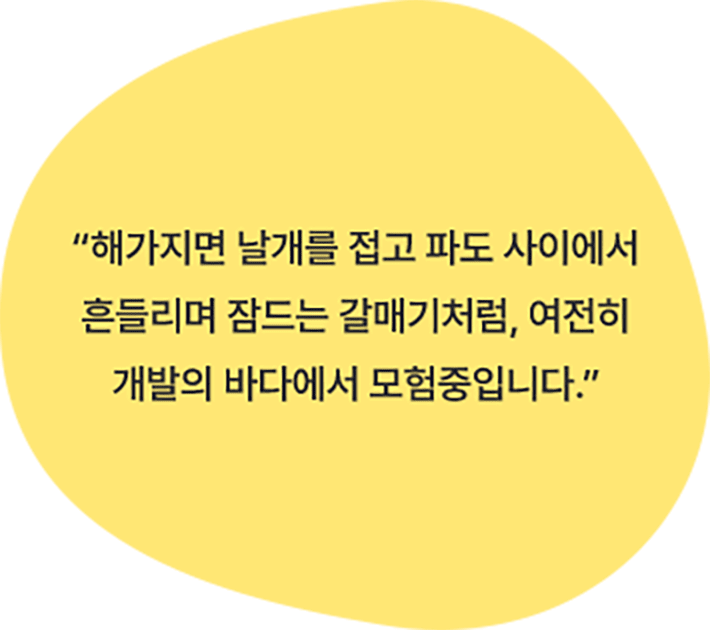 “해가지면 날개를 접고 파도 사이에서
흔들리며 잠드는 갈매기처럼, 여전히
개발의 바다에서 모험중입니다.”